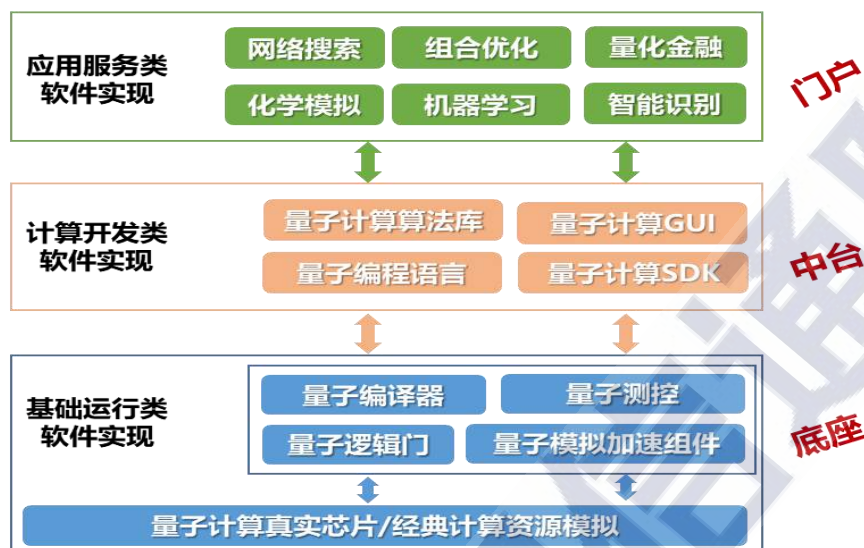 应用服务类
软件实现
网络搜索
组合优化
量化金融
化学模拟
机器学习
智能识别
门户
计算开发类
软件实现
量子计算算法库
量子计算GUI
量子编程语言
量子计算SDK
中台
基础运行类
软件实现
量子编译器
量子测控
量子逻辑门
量子模拟加速组件
底座
量子计算真实芯片/经典计算资源模拟